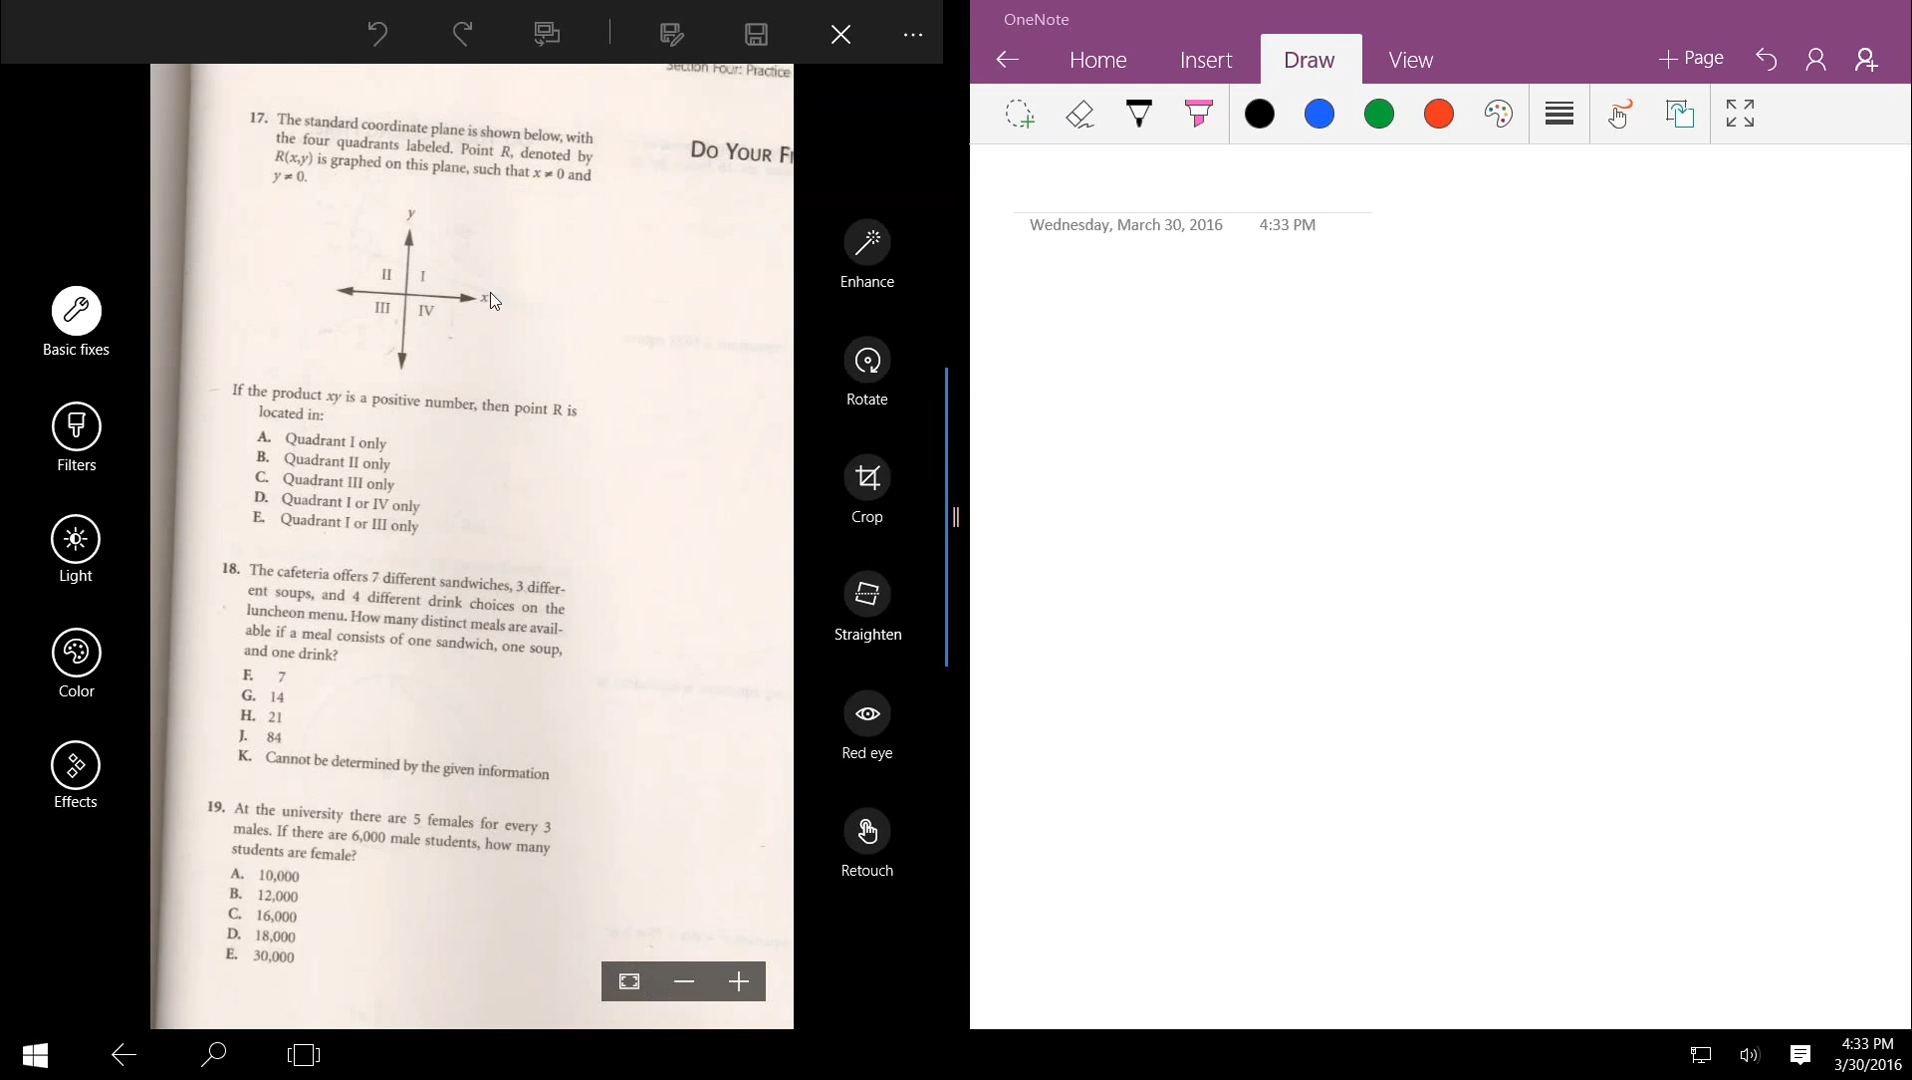 OneNote
Home Insert Draw View
Page
Section Four: Practice
17. The standard coordinate plane is shown below, with
the four quadrants labeled. Point R, denoted by
R(x,y) is graphed on this plane, such that x ≠ 0 and
y ≠ 0.
DO YOUR
y
II I
x
III IV
If the product xy is a positive number, then point R is
located in:
A. Quadrant I only
B. Quadrant II only
C. Quadrant III only
D. Quadrant I or IV only
E. Quadrant I or III only
18. The cafeteria offers 7 different sandwiches, 3 differ-
ent soups, and 4 different drink choices on the
luncheon menu. How many distinct meals are avail-
able if a meal consists of one sandwich, one soup,
and one drink?
F. 7
G. 14
H. 21
J. 84
K. Cannot be determined by the given information
19. At the university there are 5 females for every 3
males. If there are 6,000 male students, how many
students are female?
A. 10,000
B. 12,000
C. 16,000
D. 18,000
E. 30,000
Basic fixes
Filters
Light
Color
Effects
Enhance
Rotate
Crop
Straighten
Red eye
Retouch
Wednesday, March 30, 2016 4:33 PM
4:33 PM
3/30/2016